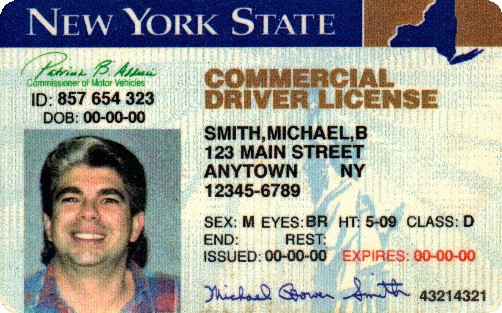 NEW YORK STATE
Commissioner of Motor Vehicles
ID: 857 654 323
DOB: 00-00-00
COMMERCIAL
DRIVER LICENSE
SMITH,MICHAEL,B
123 MAIN STREET
ANYTOWN NY
12345-6789
SEX: M EYES: BR HT: 5-09 CLASS: D
END: REST:
ISSUED: 00-00-00 EXPIRES: 00-00-00
Michael Bower Smith 43214321